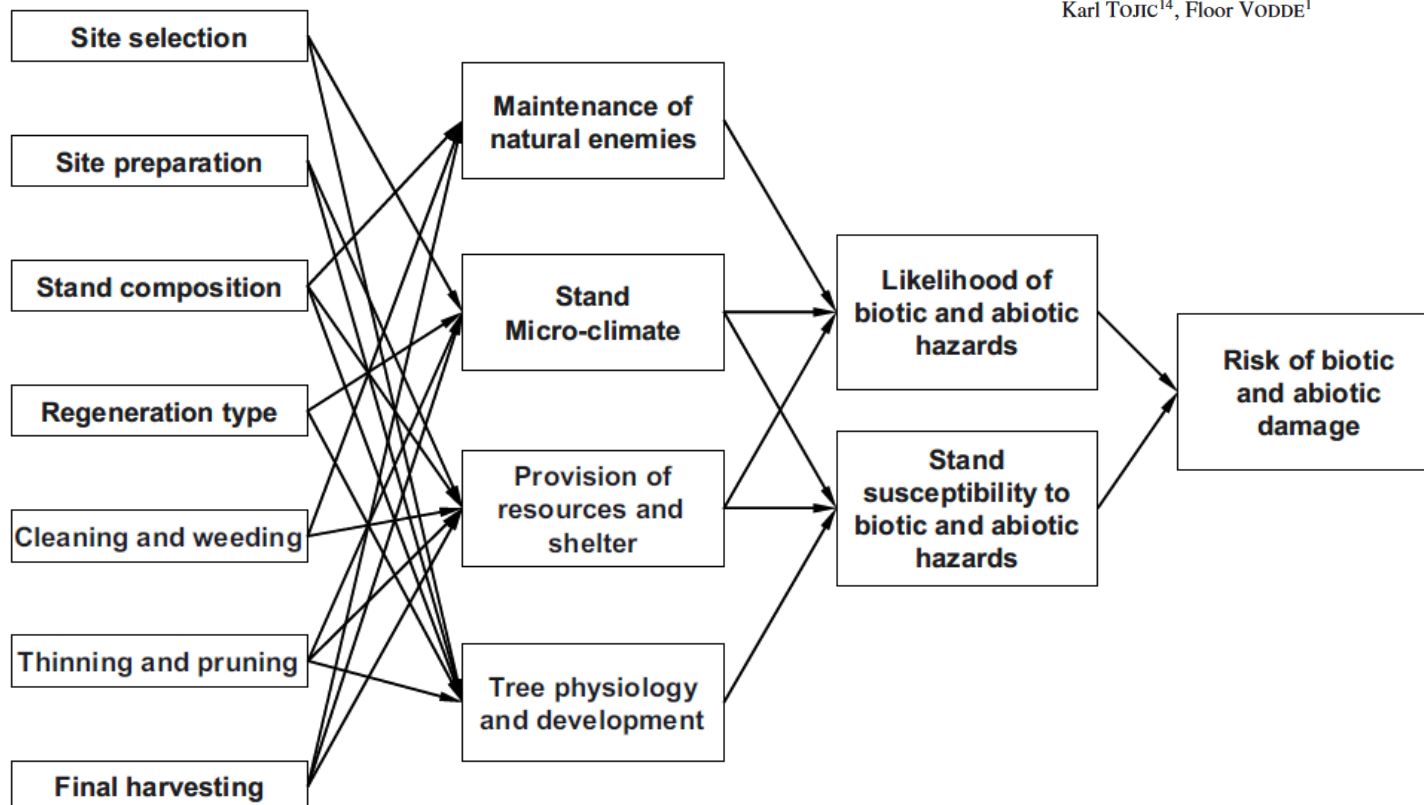 Karl TOJIC14, Floor VODDE1
Site selection
Site preparation
Stand composition
Regeneration type
Cleaning and weeding
Thinning and pruning
Final harvesting
Maintenance of
natural enemies
Stand
Micro-climate
Provision of
resources and
shelter
Tree physiology
and development
Likelihood of
biotic and abiotic
hazards
Stand
susceptibility to
biotic and abiotic
hazards
Risk of biotic
and abiotic
damage